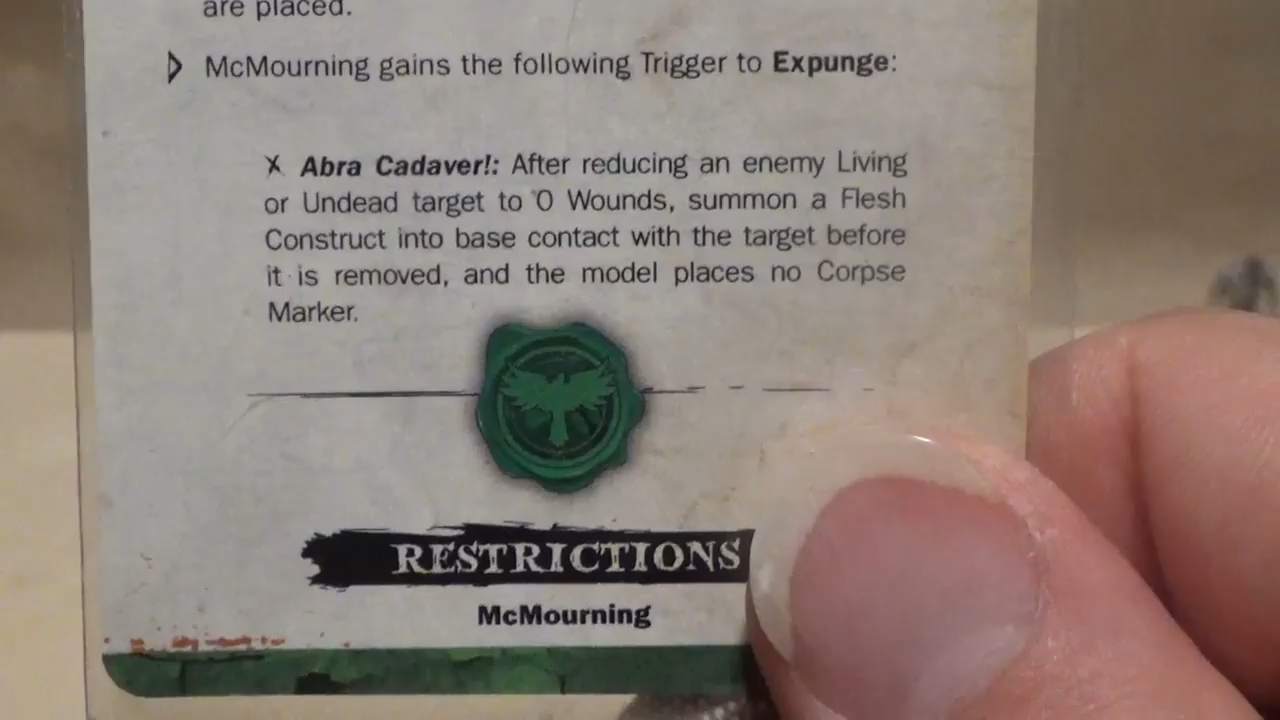 are placed.
McMourning gains the following Trigger to Expunge:
Abra Cadaver!: After reducing an enemy Living
or Undead target to 0 Wounds, summon a Flesh
Construct into base contact with the target before
it is removed, and the model places no Corpse
Marker.
RESTRICTIONS
McMourning